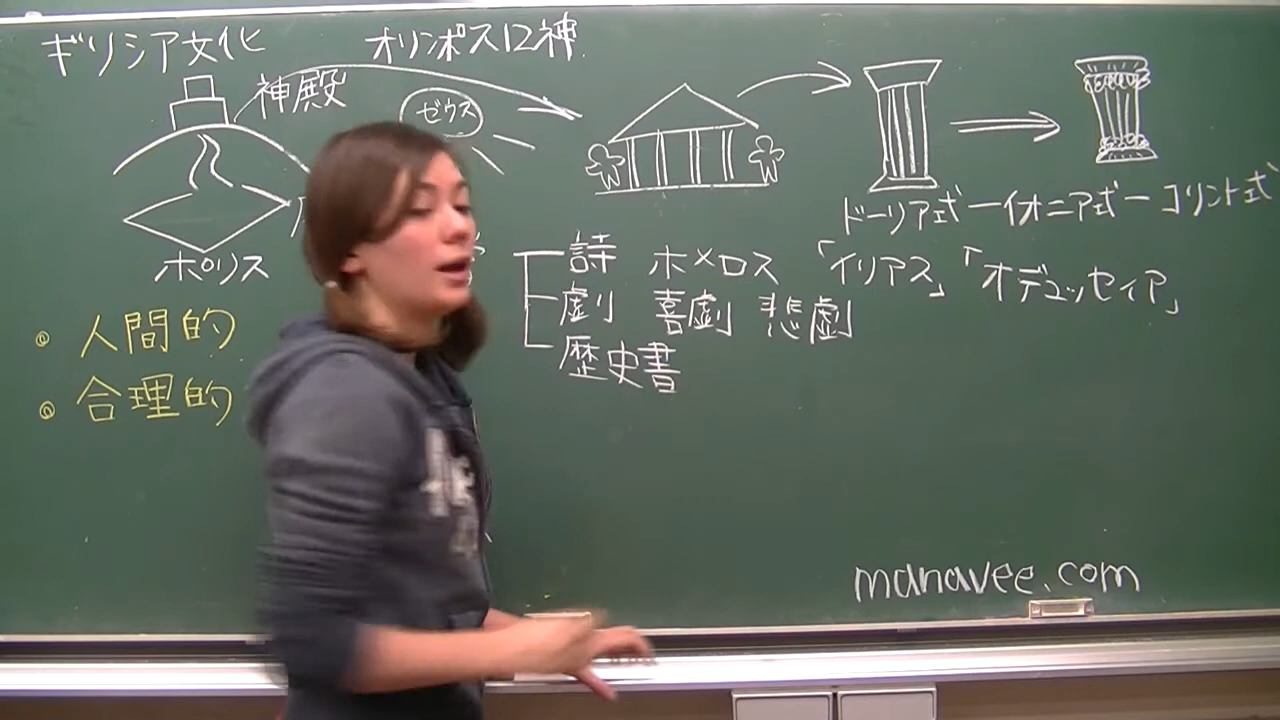 ギリシア文化 オリンポス12神
神殿
ゼウス
ポリス
ドーリア式ーイオニア式ーコリント式
詩 ホメロス 「イリアス」「オデュッセイア」
劇 喜劇 悲劇
歴史書
・人間的
・合理的
manavee.com